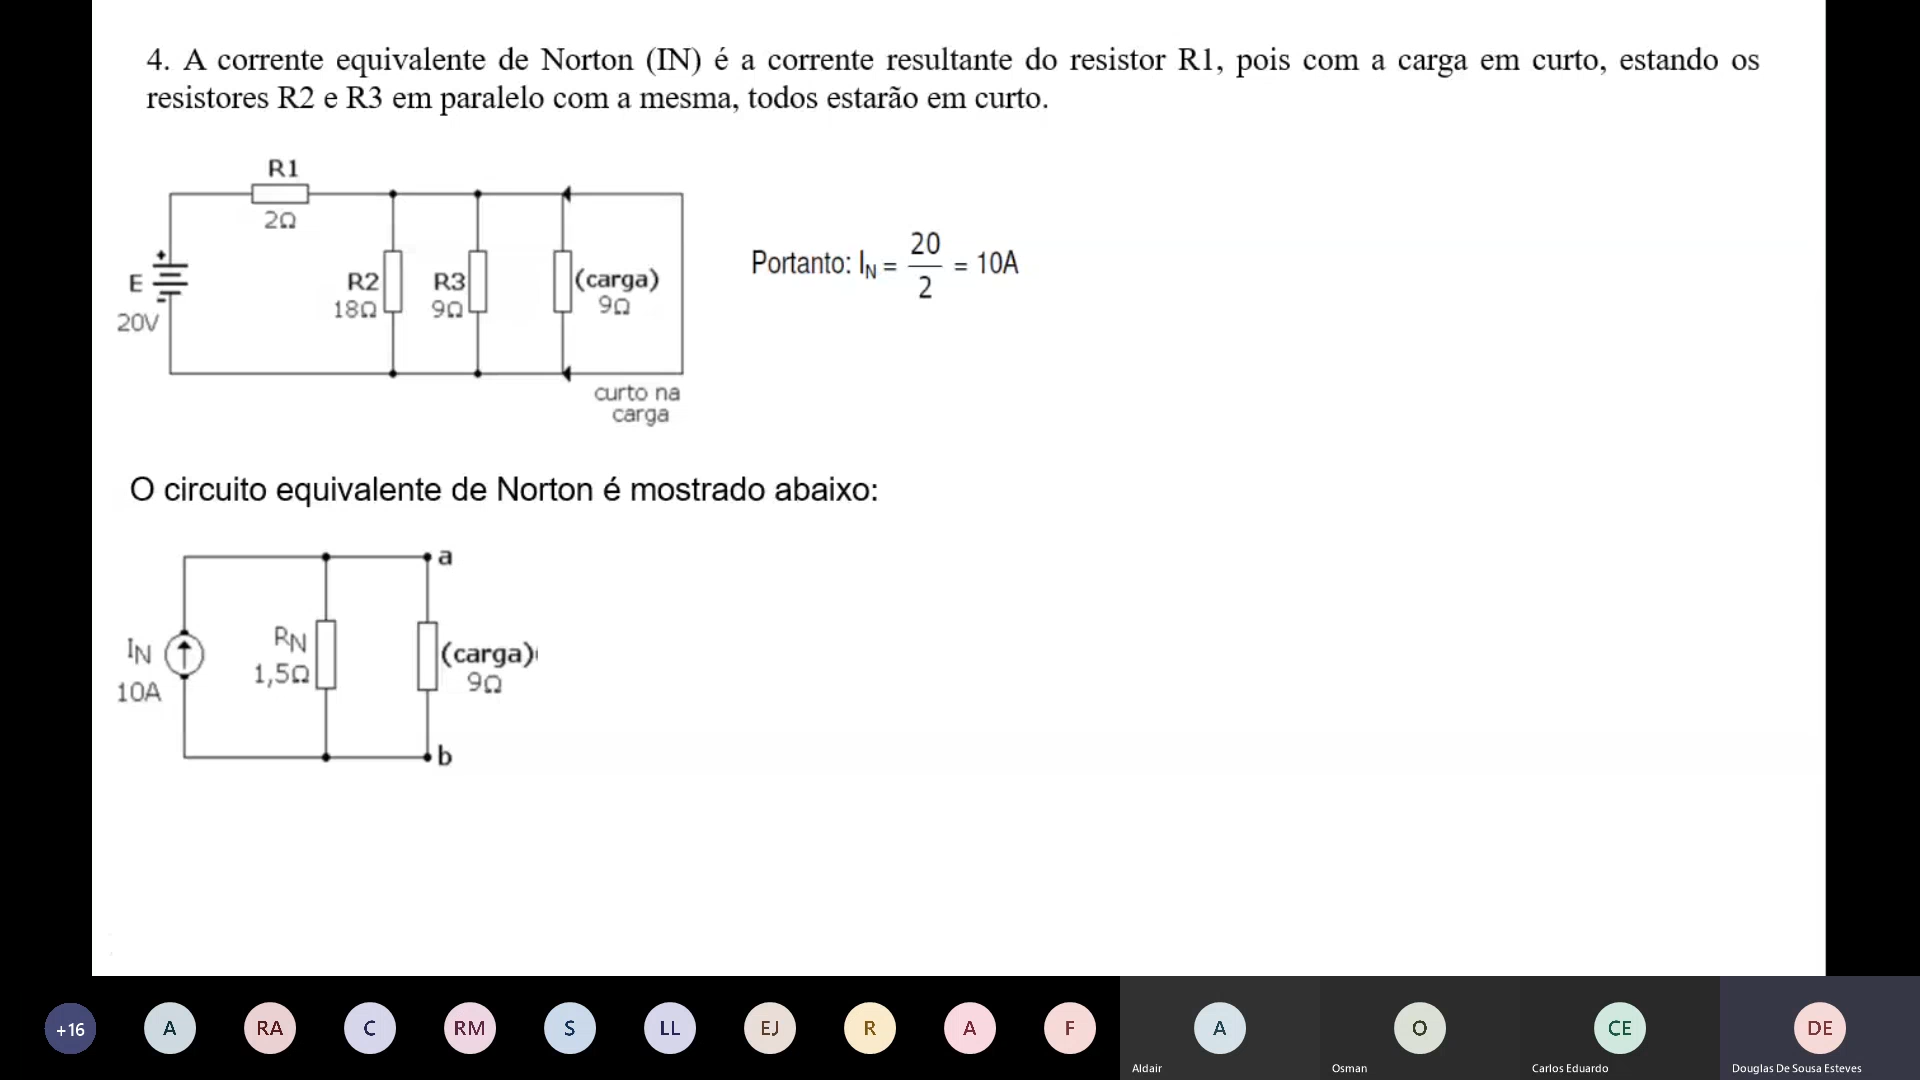 4. A corrente equivalente de Norton (IN) é a corrente resultante do resistor R1, pois com a carga em curto, estando os
resistores R2 e R3 em paralelo com a mesma, todos estarão em curto.
R1
2Ω
E
20V
R2
18Ω
R3
9Ω
(carga)
9Ω
curto na
carga
Portanto: IN = 20/2 = 10A
O circuito equivalente de Norton é mostrado abaixo:
a
IN
10A
RN
1,5Ω
(carga)
9Ω
b
+16 A RA C RM S LL EJ R A F A O CE DE
Aldair Osman Carlos Eduardo Douglas De Sousa Esteves